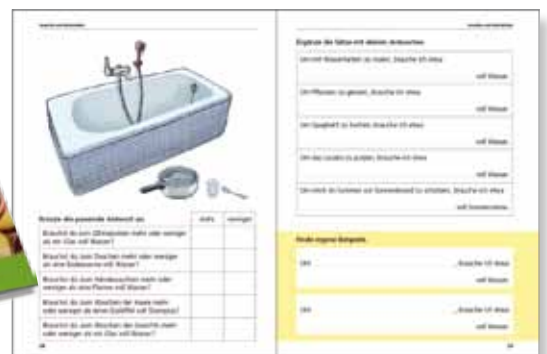 Kreuze die passende Antwort an.
mehr
weniger
Brauchst du zum Zähneputzen mehr oder weniger
als ein Glas voll Wasser?
Brauchst du zum Duschen mehr oder weniger
als eine Badewanne voll Wasser?
Brauchst du zum Händewaschen mehr oder
weniger als eine Pfanne voll Wasser?
Brauchst du zum Waschen der Haare mehr
oder weniger als einen Esslöffel voll Shampoo?
Brauchst du zum Waschen des Gesichts mehr
oder weniger als ein Glas voll Wasser?
Ergänze die Sätze mit deinen Antworten.
Um mit Wasserfarben zu malen, brauche ich etwa
voll Wasser.
Um Pflanzen zu giessen, brauche ich etwa
voll Wasser.
Um Spaghetti zu kochen, brauche ich etwa
voll Wasser.
Um das Lavabo zu putzen, brauche ich etwa
voll Wasser.
Um mich im Sommer vor Sonnenbrand zu schützen, brauche ich etwa
voll Sonnencreme.
Finde eigene Beispiele.
Um
, brauche ich etwa
voll Wasser.
Um
, brauche ich etwa
voll Wasser.